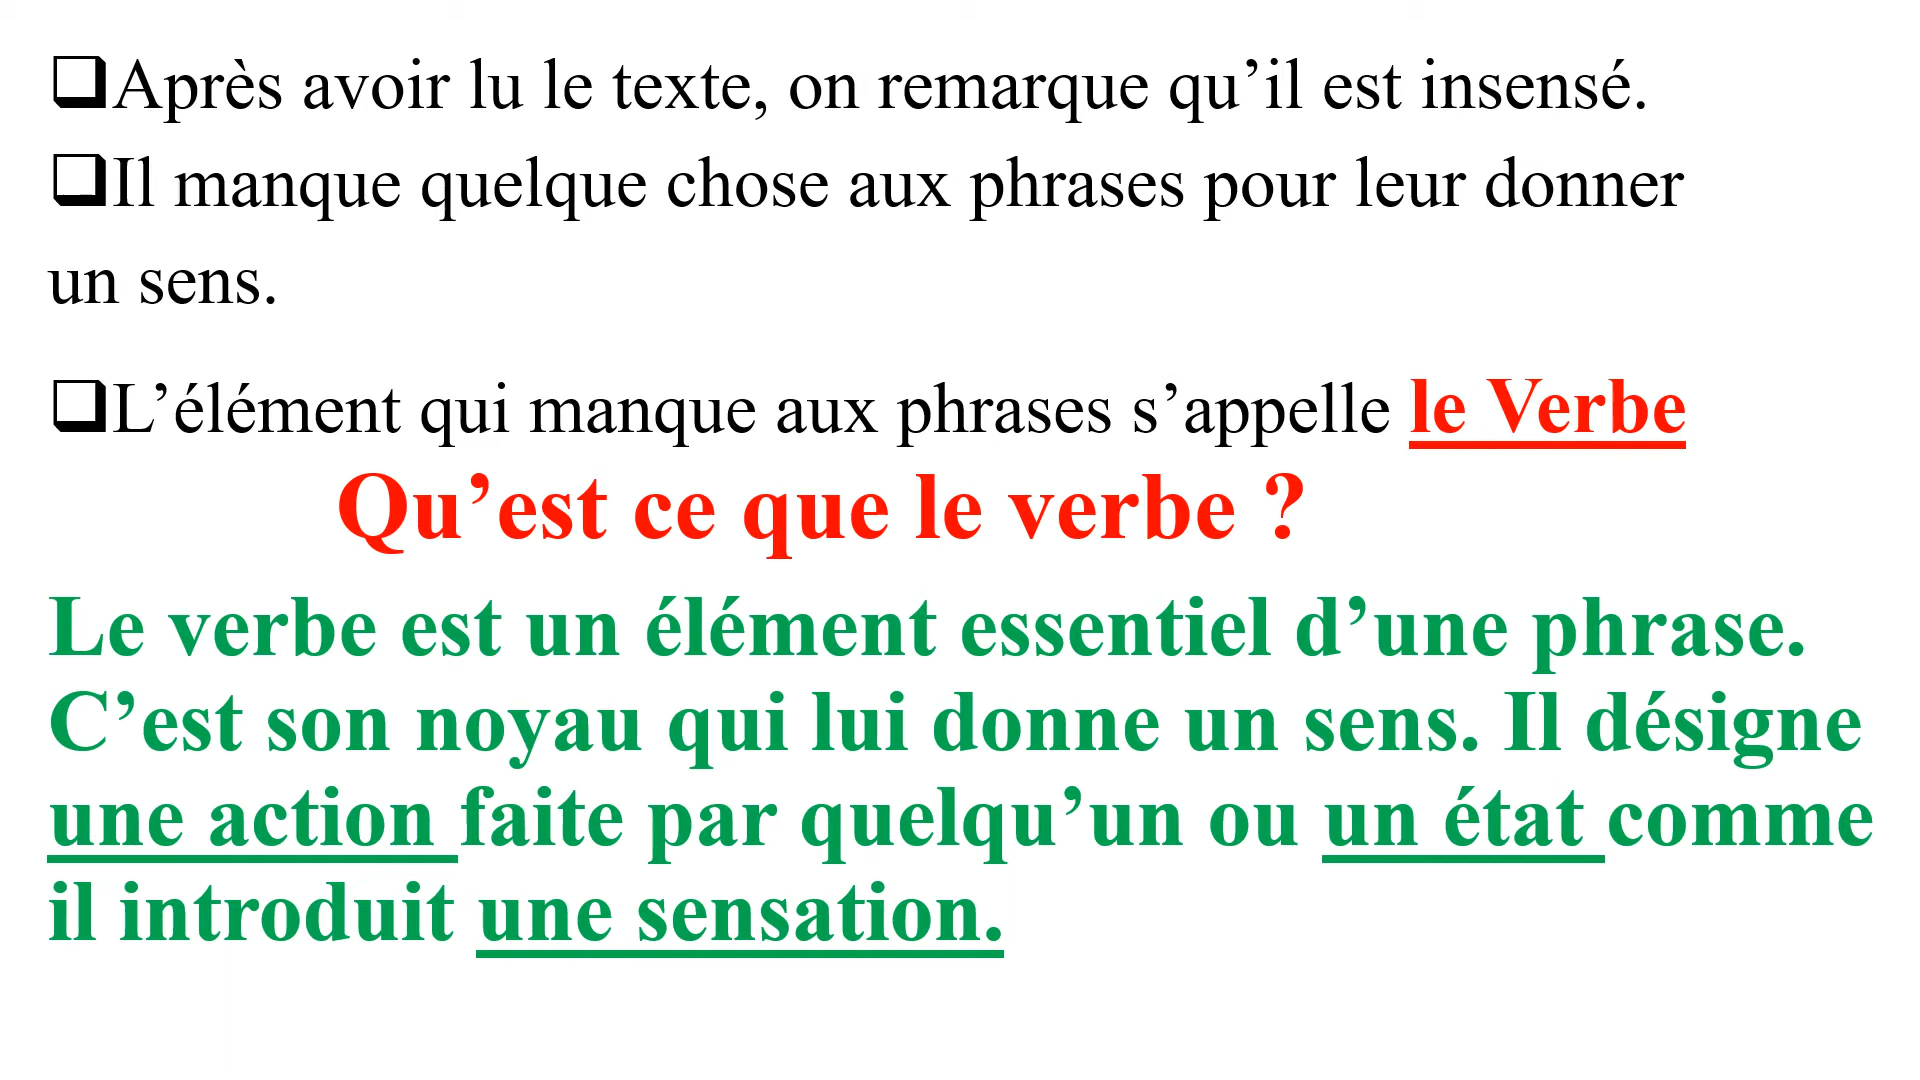 ❑Après avoir lu le texte, on remarque qu’il est insensé.
❑Il manque quelque chose aux phrases pour leur donner
un sens.
❑L’élément qui manque aux phrases s’appelle le Verbe
Qu’est ce que le verbe ?
Le verbe est un élément essentiel d’une phrase.
C’est son noyau qui lui donne un sens. Il désigne
une action faite par quelqu’un ou un état comme
il introduit une sensation.